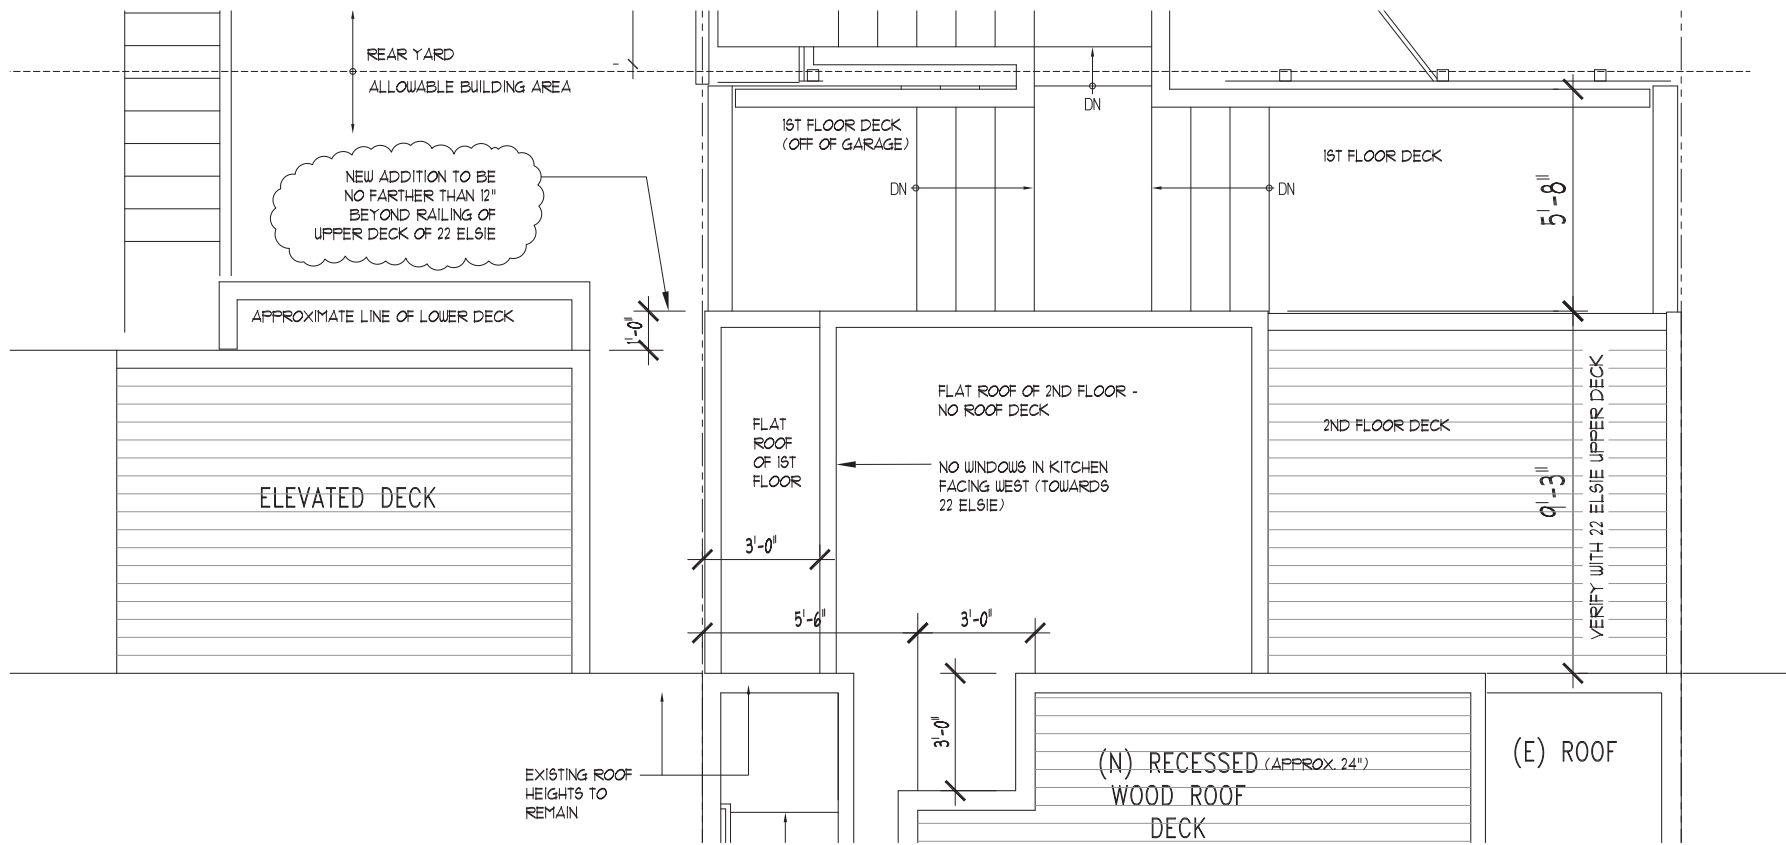 REAR YARD
ALLOWABLE BUILDING AREA
NEW ADDITION TO BE
NO FARTHER THAN 12"
BEYOND RAILING OF
UPPER DECK OF 22 ELSIE
APPROXIMATE LINE OF LOWER DECK
1'-0"
ELEVATED DECK
1ST FLOOR DECK
(OFF OF GARAGE)
DN
DN
DN
1ST FLOOR DECK
5'-8"
FLAT
ROOF
OF 1ST
FLOOR
FLAT ROOF OF 2ND FLOOR -
NO ROOF DECK
NO WINDOWS IN KITCHEN
FACING WEST (TOWARDS
22 ELSIE)
2ND FLOOR DECK
9'-3"
VERIFY WITH 22 ELSIE UPPER DECK
3'-0"
5'-6"
3'-0"
3'-0"
EXISTING ROOF
HEIGHTS TO
REMAIN
(N) RECESSED (APPROX. 24")
WOOD ROOF
DECK
(E) ROOF